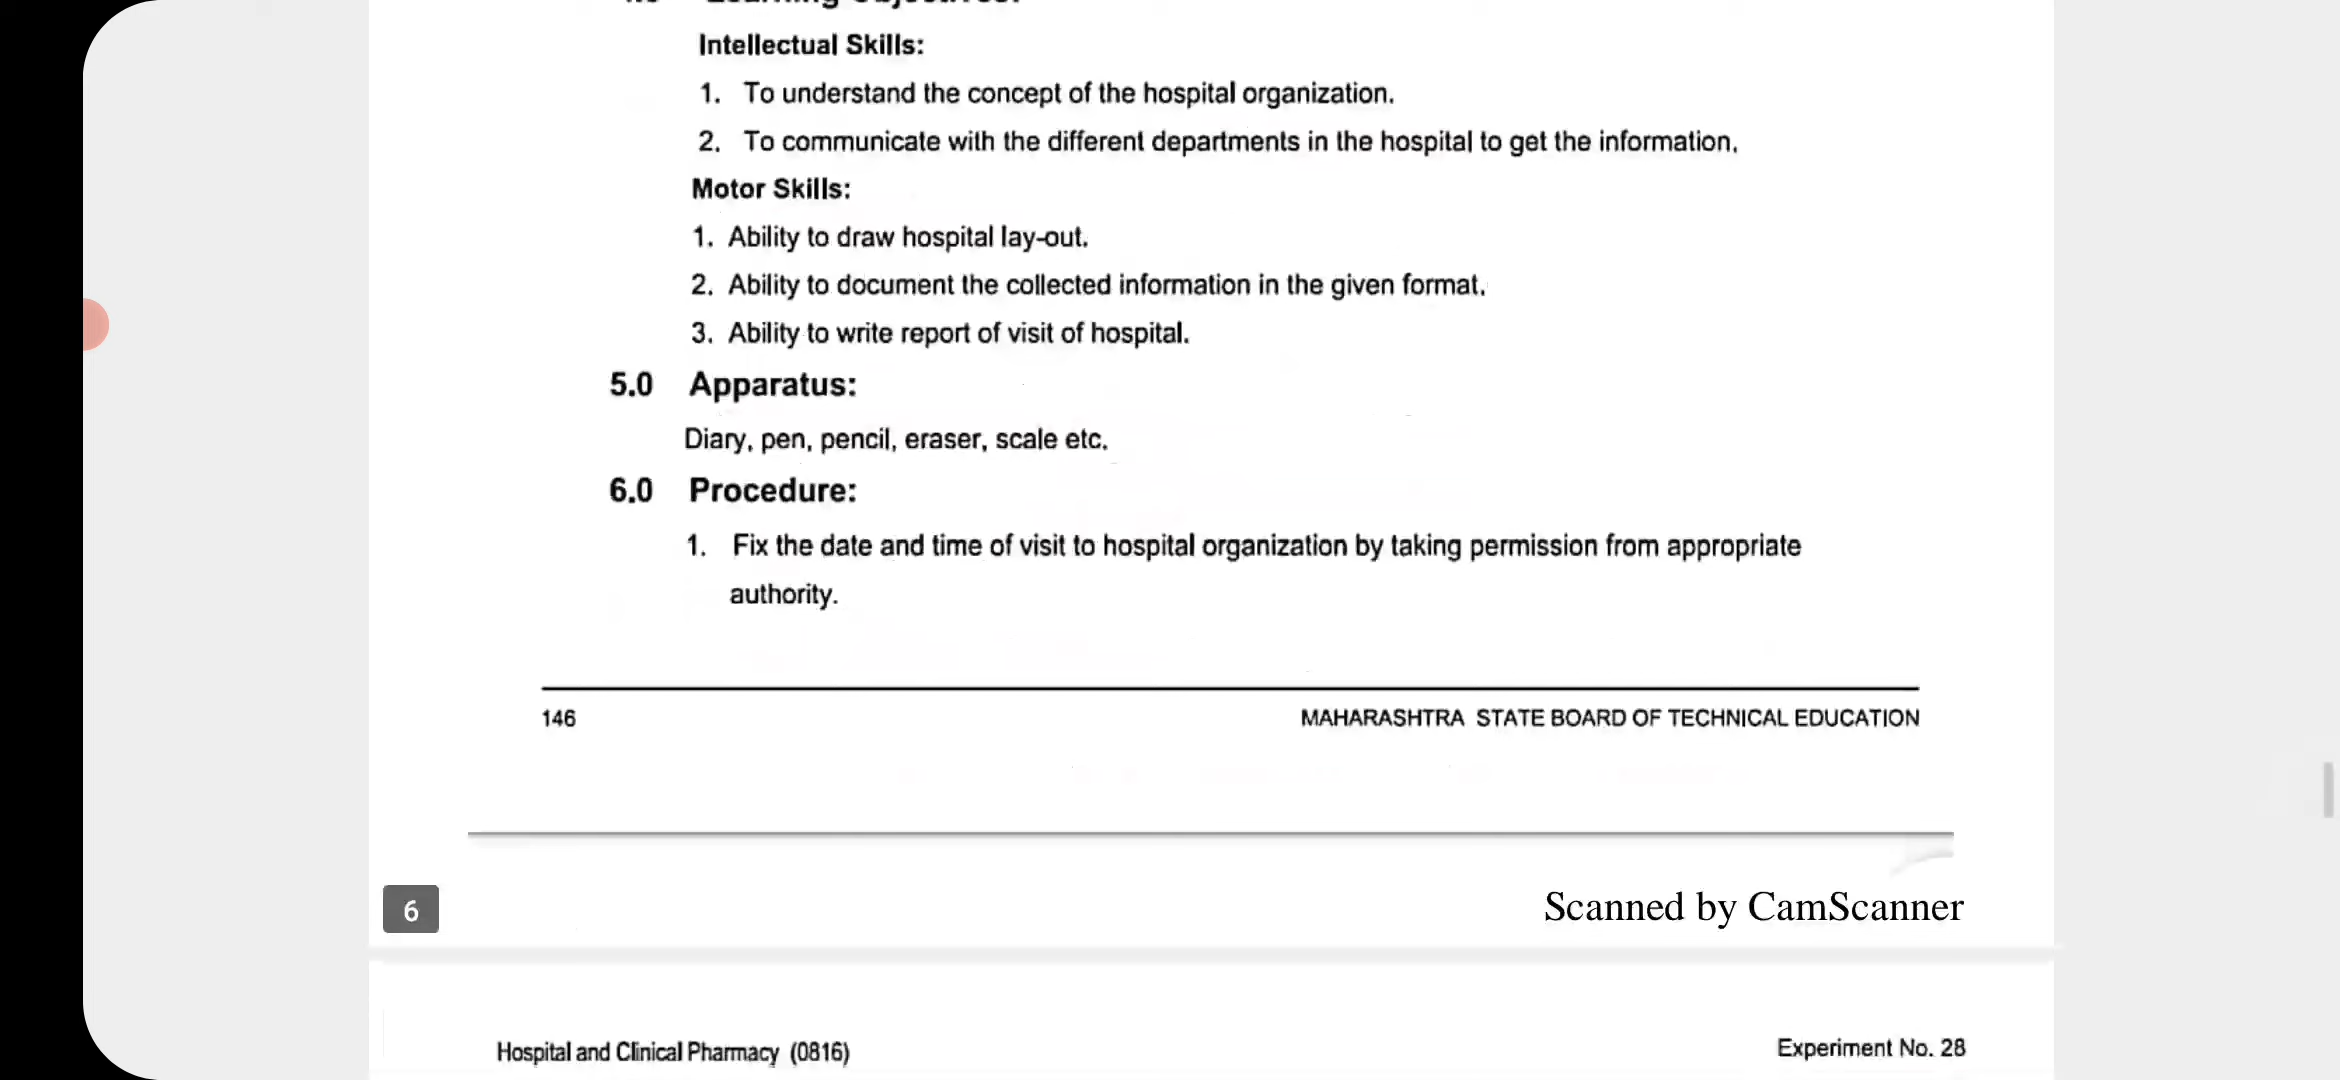 Learning Objectives:
Intellectual Skills:
1. To understand the concept of the hospital organization.
2. To communicate with the different departments in the hospital to get the information.
Motor Skills:
1. Ability to draw hospital lay-out.
2. Ability to document the collected information in the given format.
3. Ability to write report of visit of hospital.
5.0 Apparatus:
Diary, pen, pencil, eraser, scale etc.
6.0 Procedure:
1. Fix the date and time of visit to hospital organization by taking permission from appropriate
authority.
146 MAHARASHTRA STATE BOARD OF TECHNICAL EDUCATION
6 Scanned by CamScanner
Hospital and Clinical Pharmacy (0816) Experiment No. 28